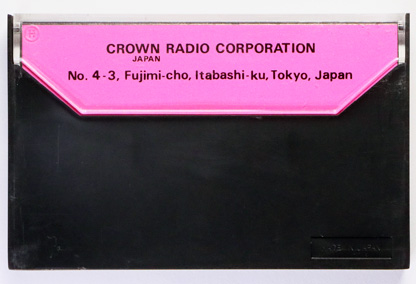 ®
CROWN RADIO CORPORATION
JAPAN
No. 4-3, Fujimi-cho, Itabashi-ku, Tokyo, Japan